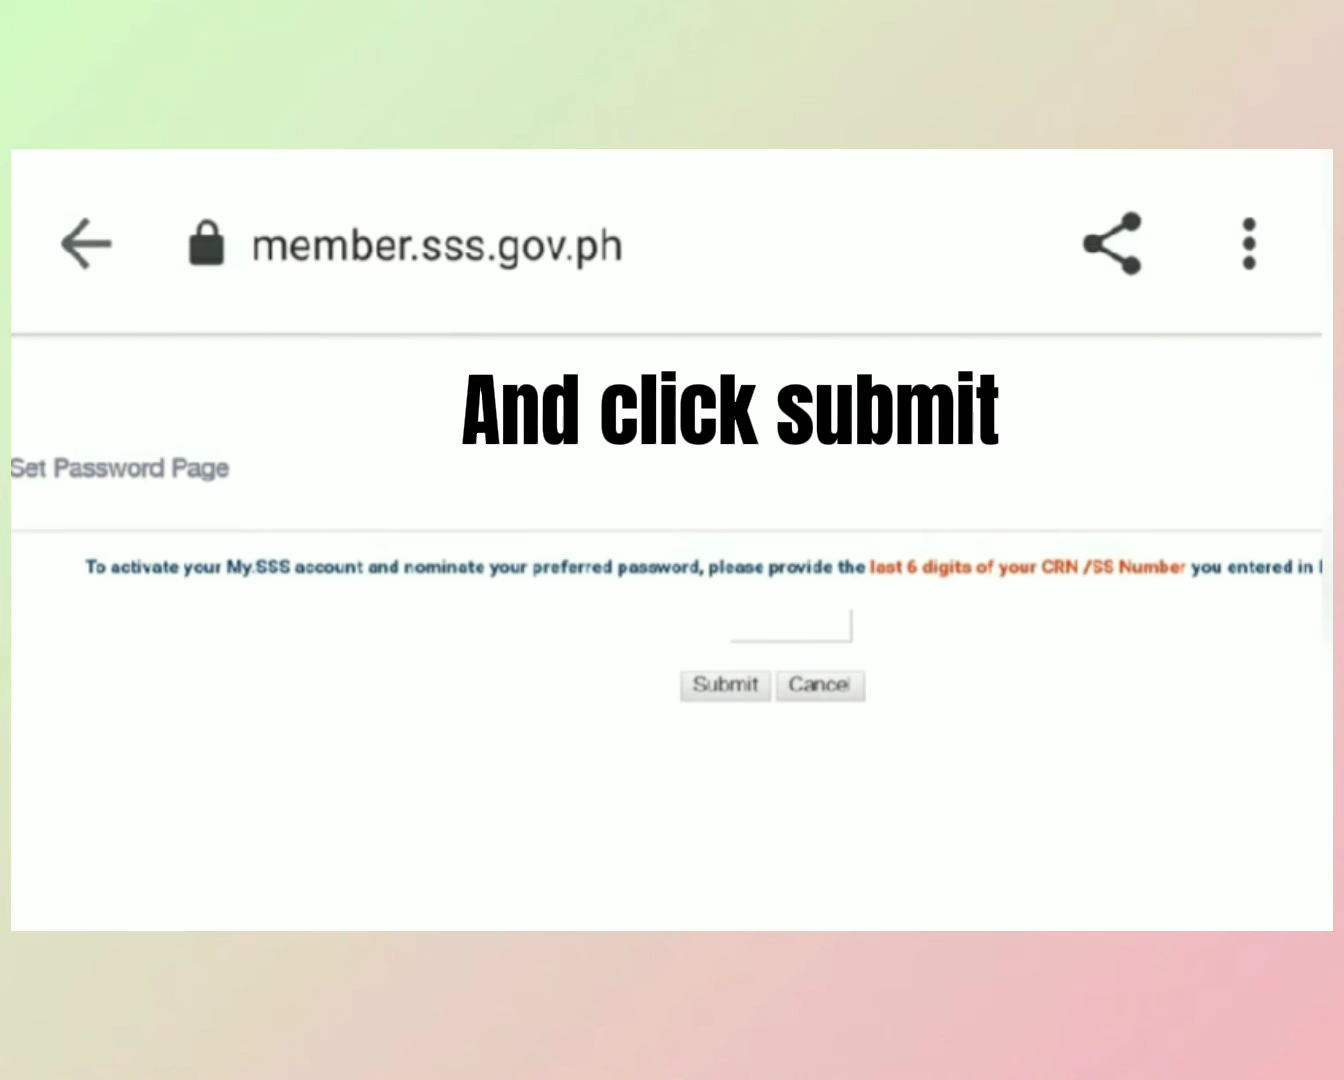 member.sss.gov.ph
And click submit
Set Password Page
To activate your My.SSS account and nominate your preferred password, please provide the last 6 digits of your CRN /SS Number you entered in
Submit Cancel